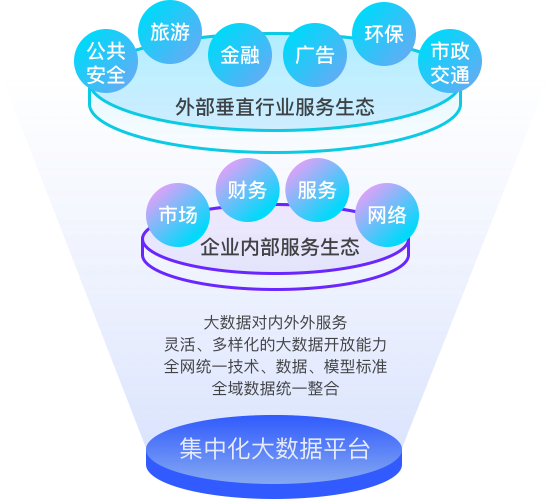 公共
安全
旅游
金融
广告
环保
市政
交通
外部垂直行业服务生态
市场
财务
服务
网络
企业内部服务生态
大数据对内外外服务
灵活、多样化的大数据开放能力
全网统一技术、数据、模型标准
全域数据统一整合
集中化大数据平台